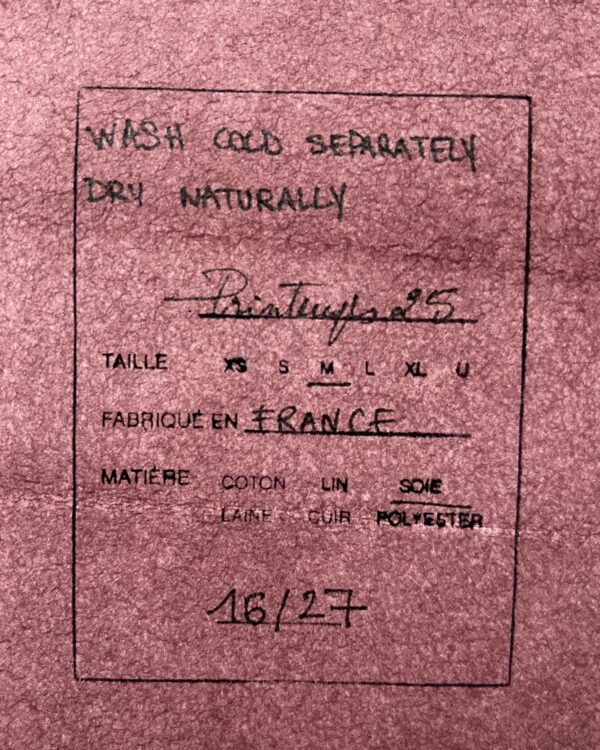 WASH COLD SEPARATELY
DRY NATURALLY
Printemps 25
TAILLE XS S M L XL U
FABRIQUÉ EN FRANCE
MATIÈRE COTON LIN SOIE
LAINE CUIR POLYESTER
16/27